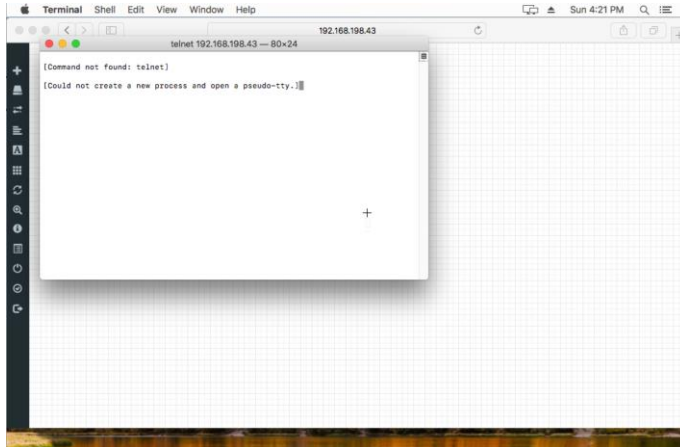 Terminal Shell Edit View Window Help Sun 4:21 PM
192.168.198.43
telnet 192.168.198.43 — 80×24
[Command not found: telnet]
[Could not create a new process and open a pseudo-tty.]